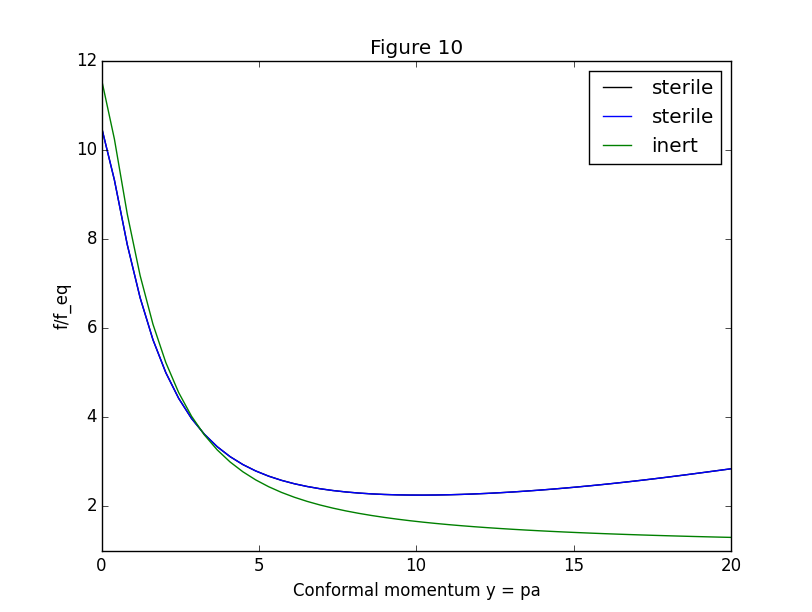 Figure 10
sterile
sterile
inert
f/f_eq
12
10
8
6
4
2
0
5
10
15
20
Conformal momentum y = pa